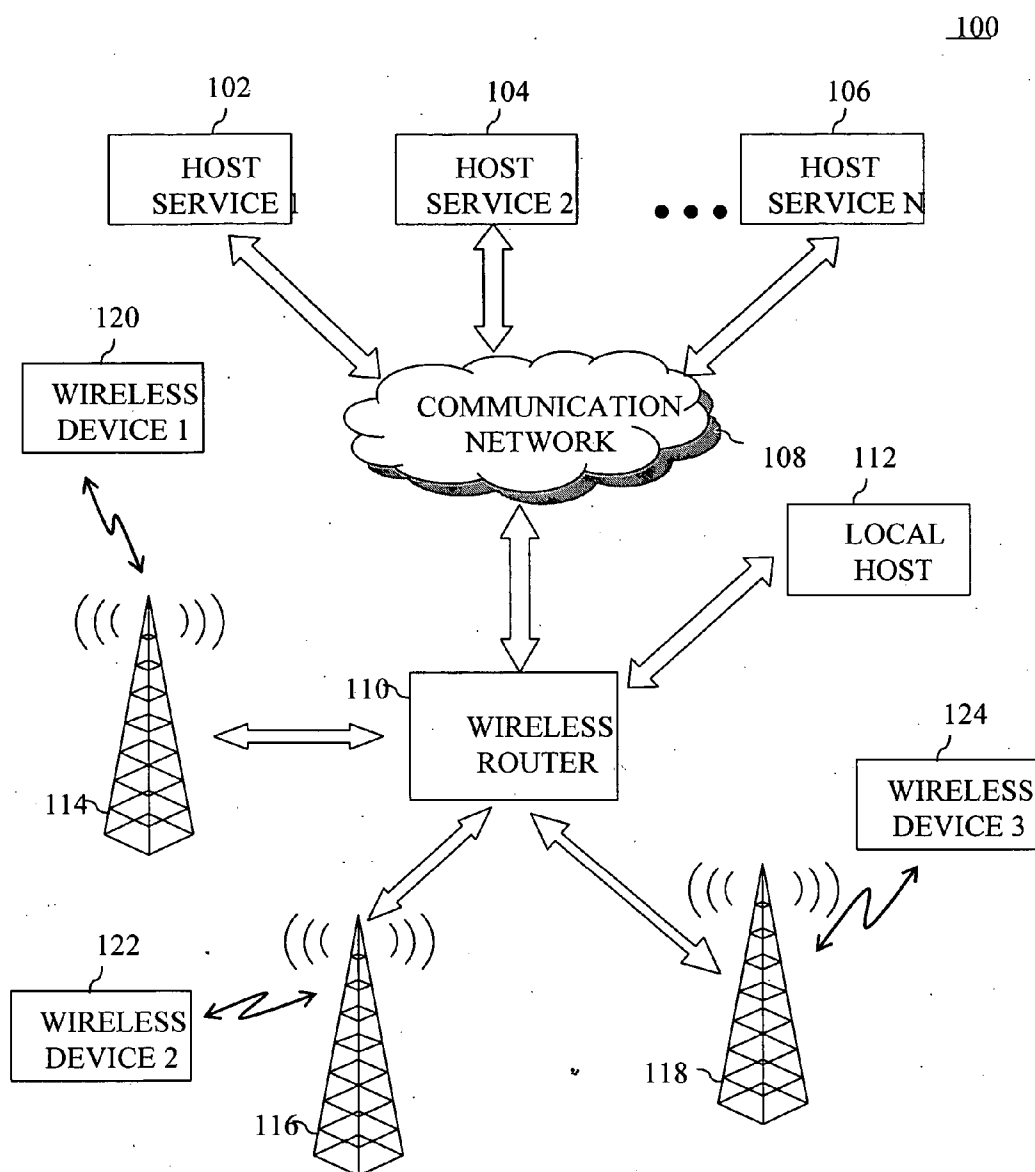 100
102
104
106
HOST
SERVICE 1
HOST
SERVICE 2
HOST
SERVICE N
120
WIRELESS
DEVICE 1
COMMUNICATION
NETWORK
108
112
LOCAL
HOST
110
WIRELESS
ROUTER
124
WIRELESS
DEVICE 3
114
122
WIRELESS
DEVICE 2
116
118